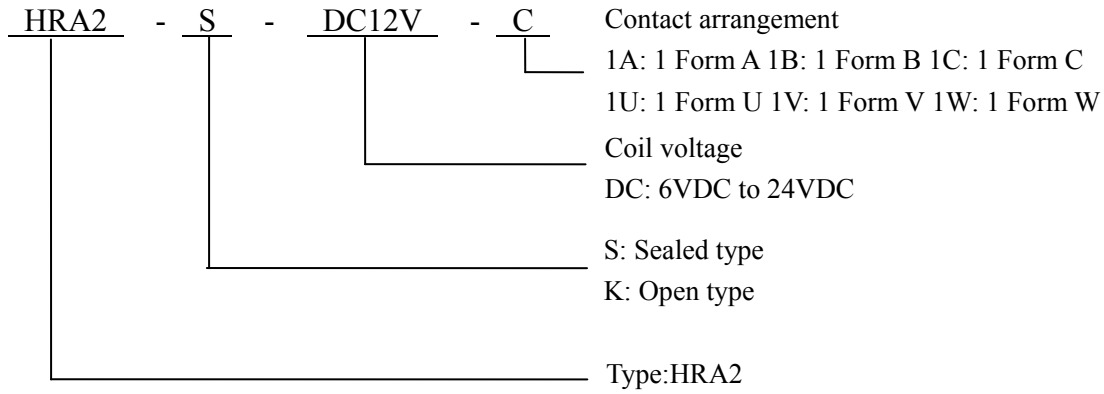 HRA2 - S - DC12V - C
Contact arrangement
1A: 1 Form A 1B: 1 Form B 1C: 1 Form C
1U: 1 Form U 1V: 1 Form V 1W: 1 Form W
Coil voltage
DC: 6VDC to 24VDC
S: Sealed type
K: Open type
Type:HRA2